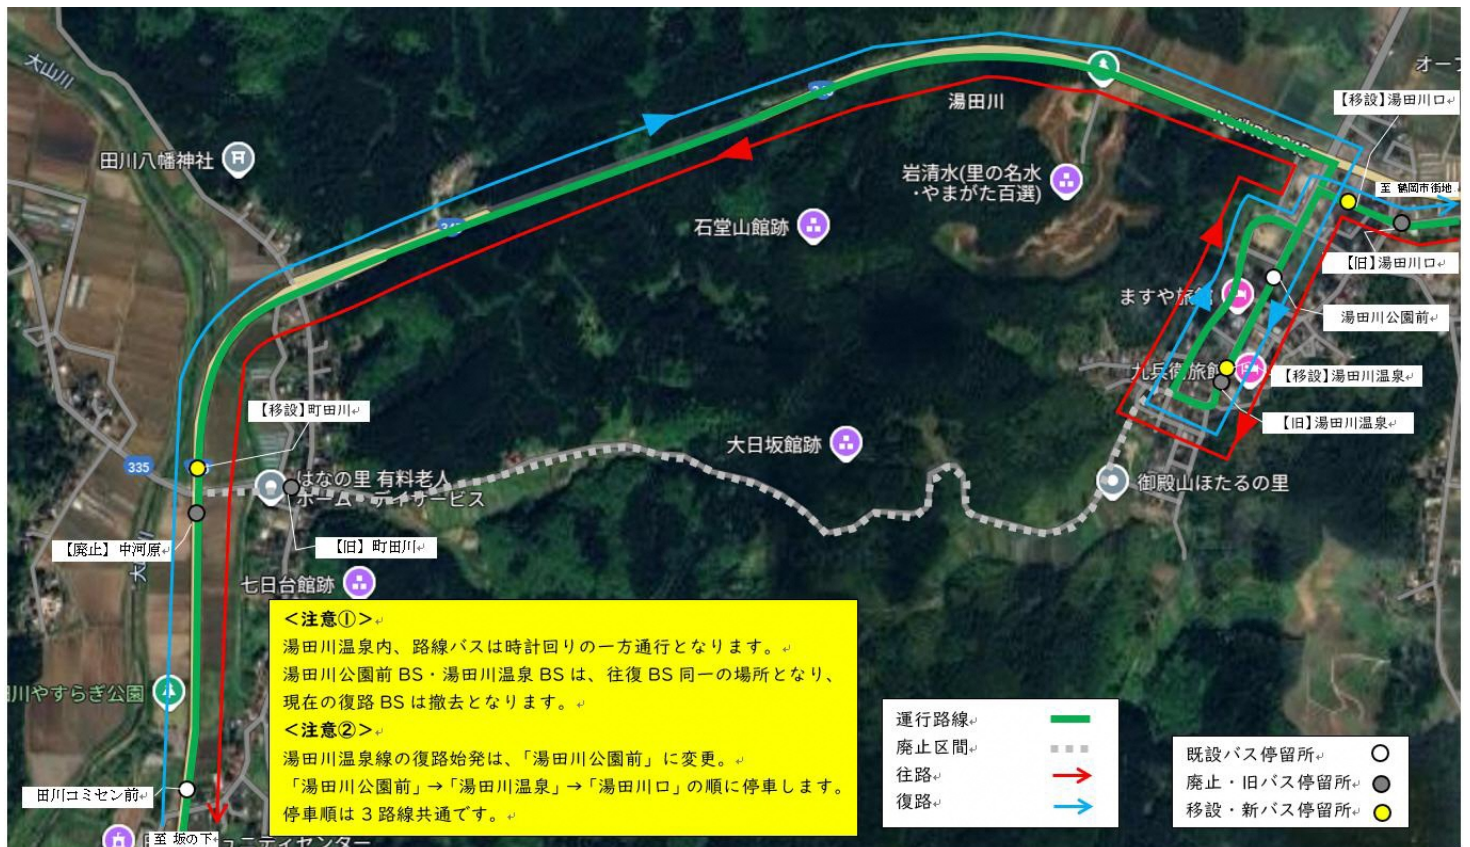 大山川
オーフ
【移設】湯田川口
湯田川
田川八幡神社
岩清水(里の名水
・やまがた百選)
至 鶴岡市街地
石堂山館跡
【旧】湯田川口
ますや旅館
湯田川公園前
九兵衛旅館
【移設】湯田川温泉
【移設】町田川
【旧】湯田川温泉
大日坂館跡
335
はなの里 有料老人
ホーム・デイサービス
御殿山ほたるの里
【廃止】中河原
【旧】町田川
大山川
七日台館跡
川やすらぎ公園
田川コミセン前
至 坂の下
ュニティセンター
<注意①>
湯田川温泉内、路線バスは時計回りの一方通行となります。
湯田川公園前 BS・湯田川温泉 BS は、往復 BS 同一の場所となり、
現在の復路 BS は撤去となります。
<注意②>
湯田川温泉線の復路始発は、「湯田川公園前」に変更。
「湯田川公園前」→「湯田川温泉」→「湯田川口」の順に停車します。
停車順は3路線共通です。
運行路線
廃止区間
往路
復路
既設バス停留所
廃止・旧バス停留所
移設・新バス停留所